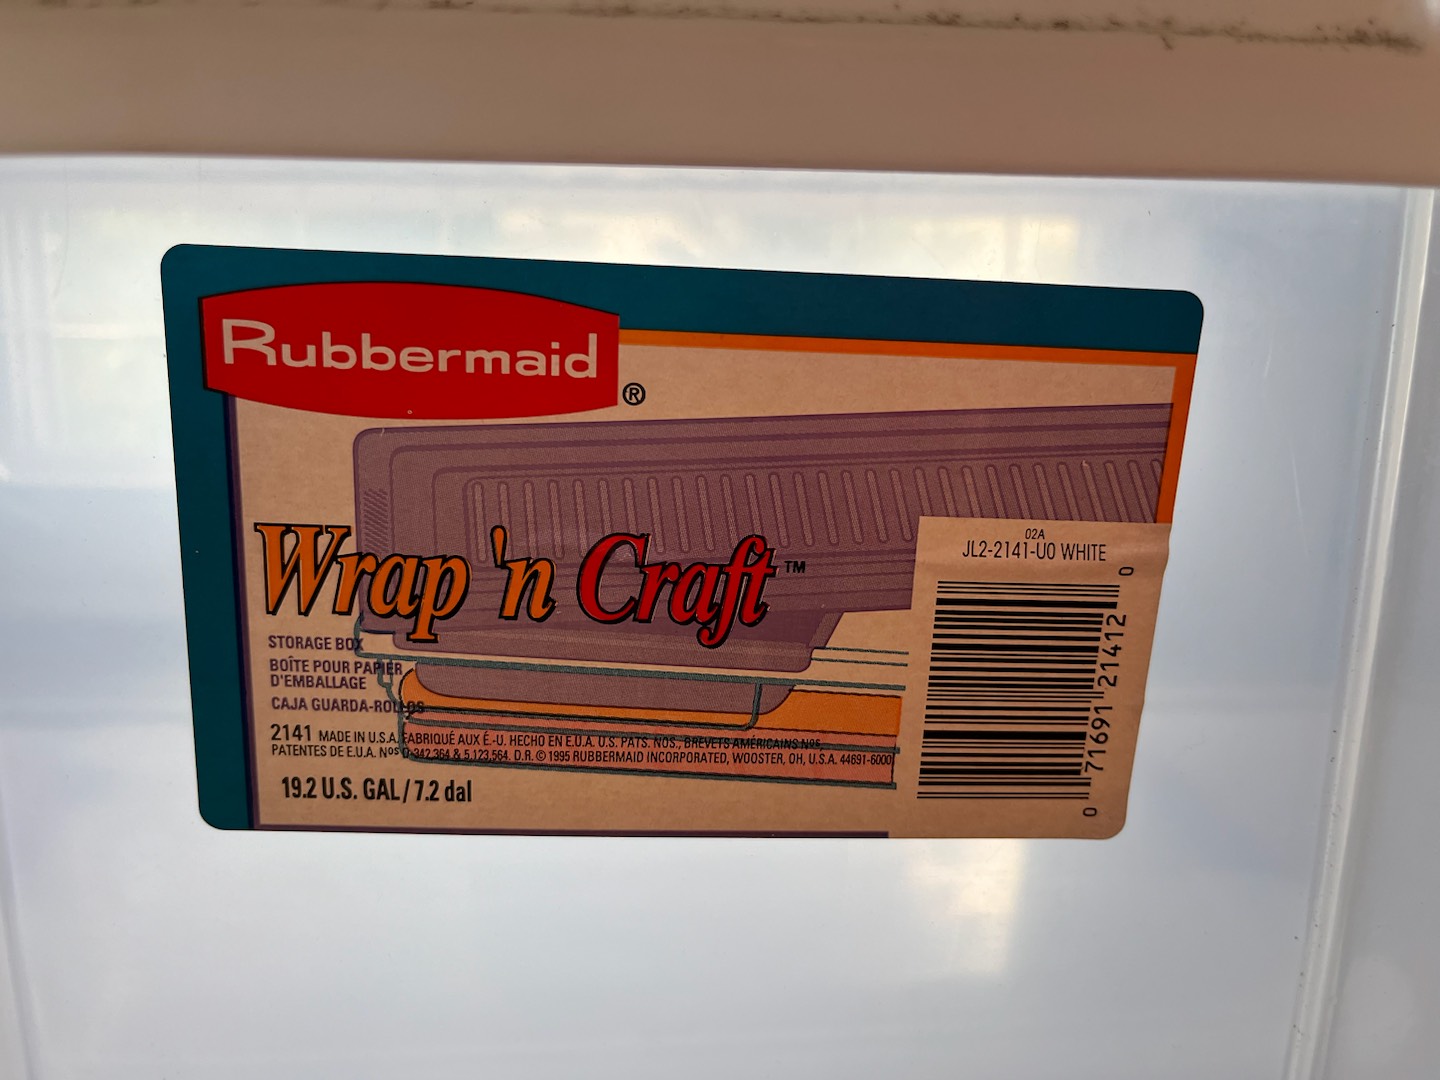 Rubbermaid®
Wrap 'n Craft™
STORAGE BOX
BOÎTE POUR PAPIER
D'EMBALLAGE
CAJA GUARDA-ROLLOS
2141 MADE IN U.S.A. FABRIQUÉ AUX É.-U. HECHO EN E.U.A. U.S. PATS. NOS., BREVETS AMÉRICAINS Nos,
PATENTES DE E.U.A. Nos D-342,364 & 5,123,564. D.R. © 1995 RUBBERMAID INCORPORATED, WOOSTER, OH, U.S.A. 44691-6000
19.2 U.S. GAL / 7.2 dal
02A
JL2-2141-U0 WHITE
0 71691 21412 0